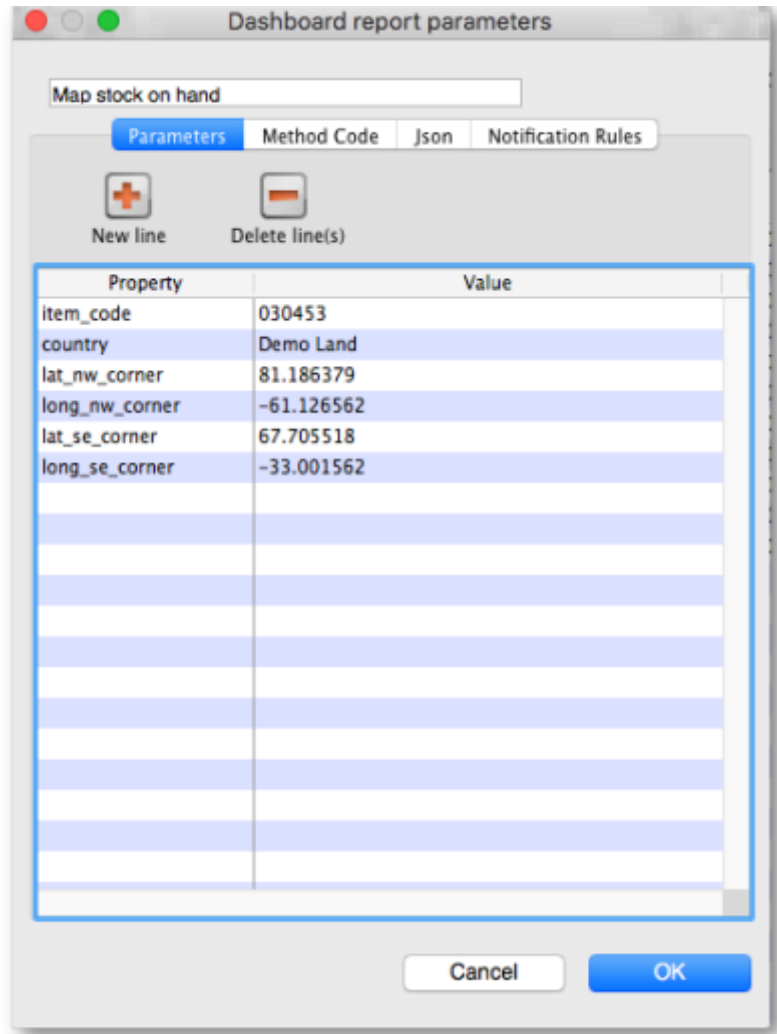 Dashboard report parameters
Map stock on hand
Parameters Method Code Json Notification Rules
New line Delete line(s)
Property Value
item_code 030453
country Demo Land
lat_nw_corner 81.186379
long_nw_corner -61.126562
lat_se_corner 67.705518
long_se_corner -33.001562
Cancel OK